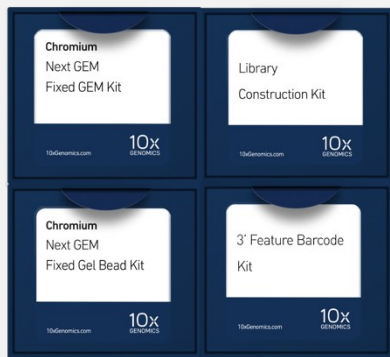 Chromium
Next GEM
Fixed GEM Kit
10xGenomics.com
10x
GENOMICS
Library
Construction Kit
10xGenomics.com
10x
GENOMICS
Chromium
Next GEM
Fixed Gel Bead Kit
10xGenomics.com
10x
GENOMICS
3' Feature Barcode
Kit
10xGenomics.com
10x
GENOMICS